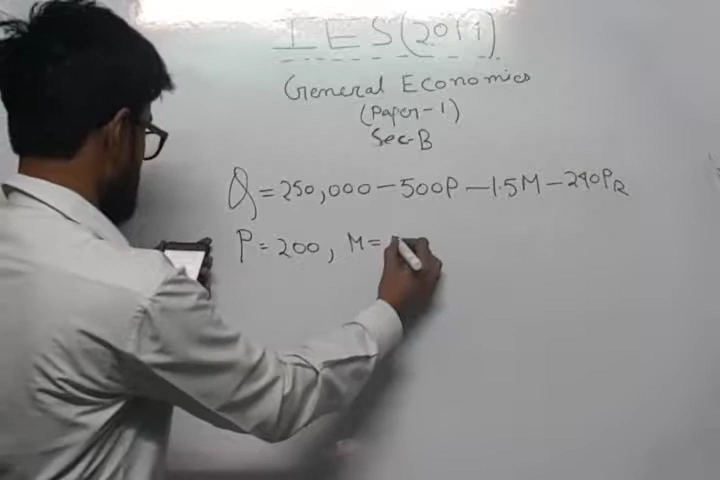 IES (2011)
General Economics
(Paper-1)
Sec-B
Q = 250,000 - 500P - 1.5M - 240PR
P = 200, M =